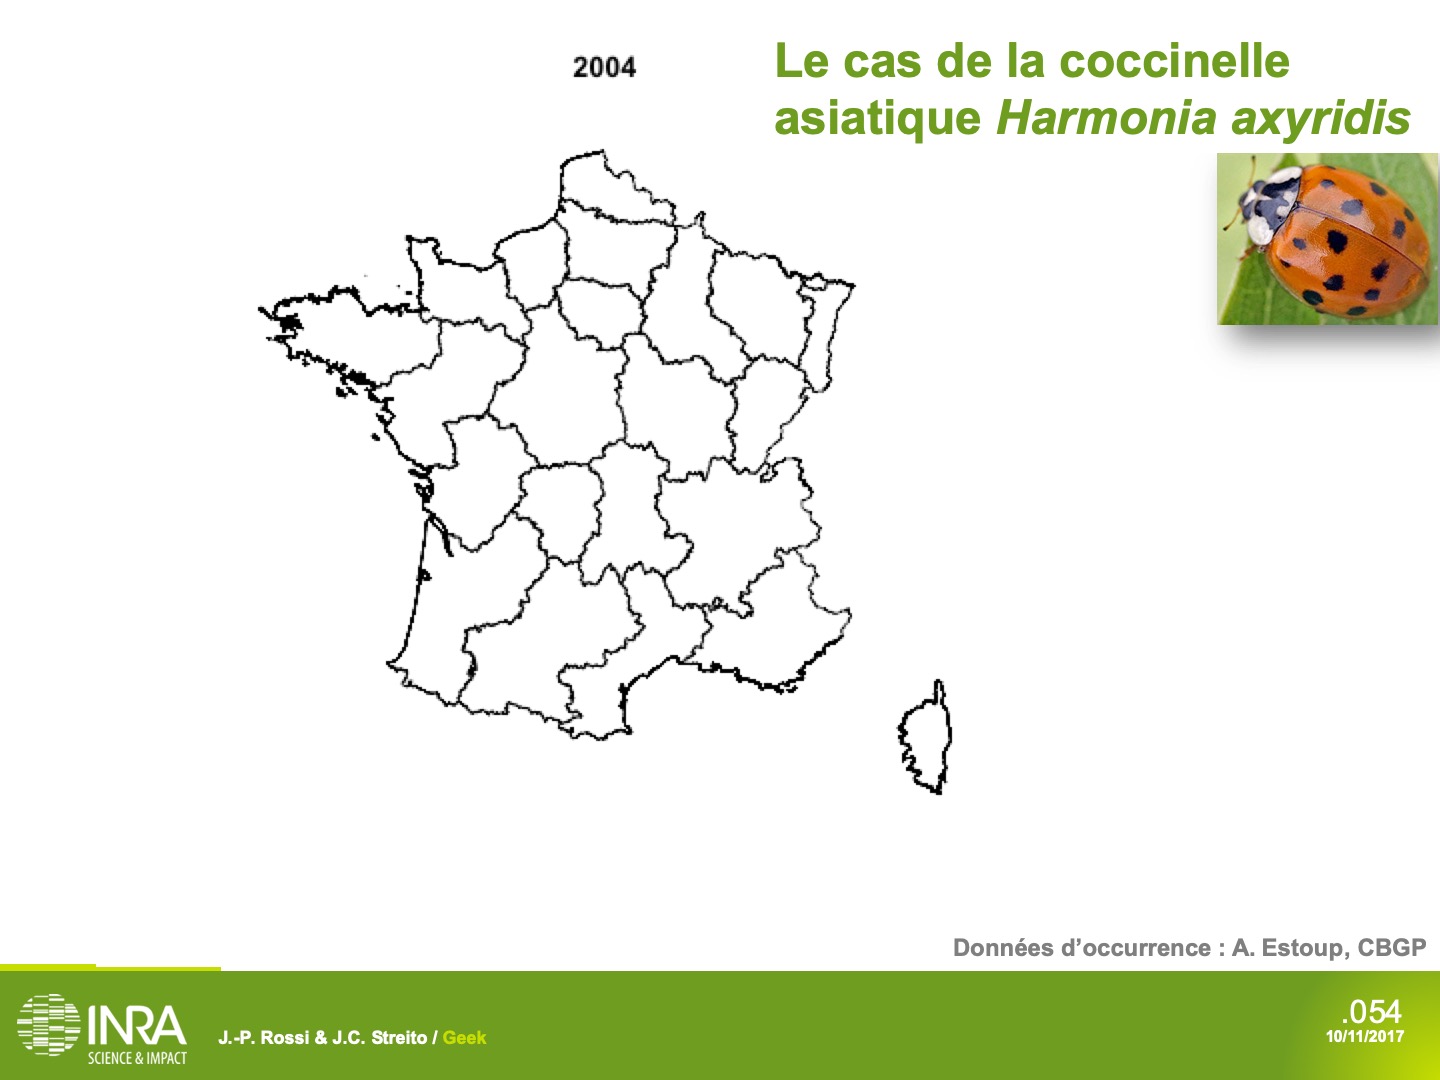 2004
Le cas de la coccinelle
asiatique Harmonia axyridis
Données d’occurrence : A. Estoup, CBGP
INRA
SCIENCE & IMPACT
J.-P. Rossi & J.C. Streito / Geek
.054
10/11/2017